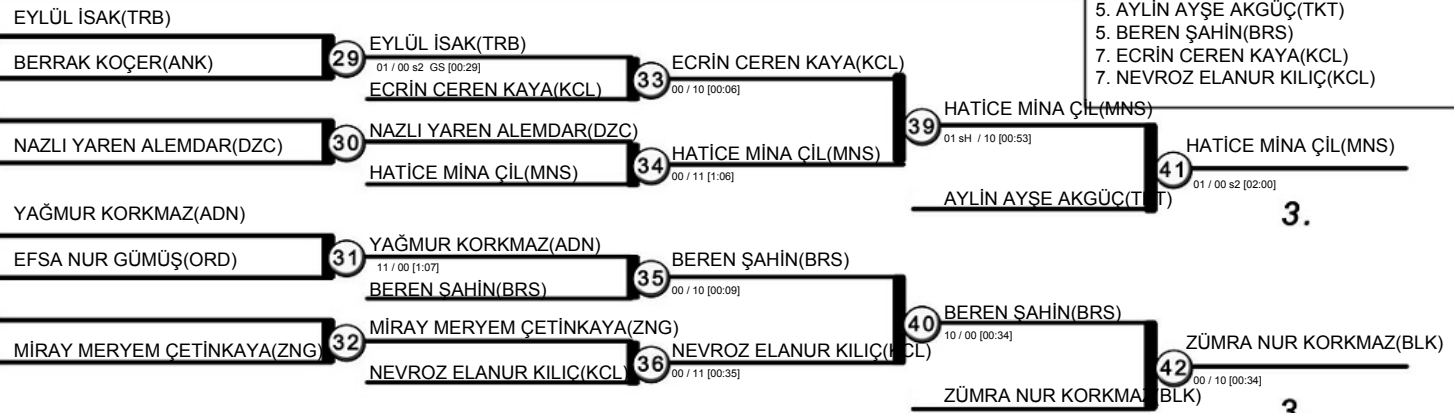 5. AYLİN AYŞE AKGÜÇ(TKT)
5. BEREN ŞAHİN(BRS)
7. ECRİN CEREN KAYA(KCL)
7. NEVROZ ELANUR KILIÇ(KCL)
EYLÜL İSAK(TRB)
BERRAK KOÇER(ANK)
29
EYLÜL İSAK(TRB)
01 / 00 s2 GS [00:29]
ECRİN CEREN KAYA(KCL)
33
ECRİN CEREN KAYA(KCL)
00 / 10 [00:06]
NAZLI YAREN ALEMDAR(DZC)
30
NAZLI YAREN ALEMDAR(DZC)
HATİCE MİNA ÇİL(MNS)
34
HATİCE MİNA ÇİL(MNS)
00 / 11 [1:06]
39
HATİCE MİNA ÇİL(MNS)
01 sH / 10 [00:53]
AYLİN AYŞE AKGÜÇ(TKT)
41
HATİCE MİNA ÇİL(MNS)
01 / 00 s2 [02:00]
3.
YAĞMUR KORKMAZ(ADN)
EFSA NUR GÜMÜŞ(ORD)
31
YAĞMUR KORKMAZ(ADN)
11 / 00 [1:07]
BEREN ŞAHİN(BRS)
35
BEREN ŞAHİN(BRS)
00 / 10 [00:09]
MİRAY MERYEM ÇETİNKAYA(ZNG)
32
MİRAY MERYEM ÇETİNKAYA(ZNG)
NEVROZ ELANUR KILIÇ(KCL)
36
NEVROZ ELANUR KILIÇ(KCL)
00 / 11 [00:35]
40
BEREN ŞAHİN(BRS)
10 / 00 [00:34]
ZÜMRA NUR KORKMAZ(BLK)
42
ZÜMRA NUR KORKMAZ(BLK)
00 / 10 [00:34]
3.